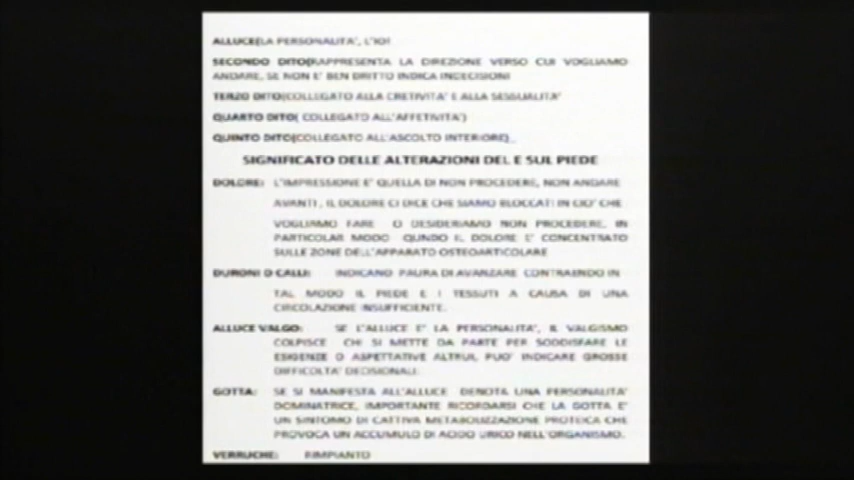 ALLUCE(LA PERSONALITA', L'IO!
SECONDO DITO(RAPPRESENTA LA DIREZIONE VERSO CUI VOGLIAMO
ANDARE, SE NON E' BEN DRITTO INDICA INDECISIONI
TERZO DITO(COLLEGATO ALLA CRETIVITA' E ALLA SESSUALITA'
QUARTO DITO( COLLEGATO ALL'AFFETIVITA')
QUINTO DITO(COLLEGATO ALL'ASCOLTO INTERIORE)
SIGNIFICATO DELLE ALTERAZIONI DEL E SUL PIEDE
DOLORE: L'IMPRESSIONE E' QUELLA DI NON PROCEDERE, NON ANDARE
AVANTI, IL DOLORE CI DICE CHE SIAMO BLOCCATI IN CIO' CHE
VOGLIAMO FARE O DESIDERIAMO NON PROCEDERE, IN
PARTICOLAR MODO QUNDO IL DOLORE E' CONCENTRATO
SULLE ZONE DELL'APPARATO OSTEOARTICOLARE
DURONI O CALLI: INDICANO PAURA DI AVANZARE CONTRAENDO IN
TAL MODO IL PIEDE E I TESSUTI A CAUSA DI UNA
CIRCOLAZIONE INSUFFICIENTE.
ALLUCE VALGO: SE L'ALLUCE E' LA PERSONALITA', IL VALGISMO
COLPISCE CHI SI METTE DA PARTE PER SODDISFARE LE
ESIGENZE O ASPETTATIVE ALTRUI, PUO' INDICARE GROSSE
DIFFICOLTA' DECISIONALI.
GOTTA: SE SI MANIFESTA ALL'ALLUCE DENOTA UNA PERSONALITA'
DOMINATRICE, IMPORTANTE RICORDARSI CHE LA GOTTA E'
UN SINTOMO DI CATTIVA METABOLIZZAZIONE PROTEICA CHE
PROVOCA UN ACCUMULO DI ACIDO URICO NELL'ORGANISMO.
VERRUCHE: RIMPIANTO